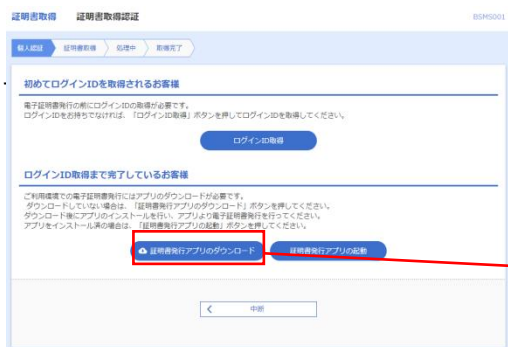 証明書取得 証明書取得認証 BSMS001
個人認証 証明書取得 処理中 取得完了
初めてログインIDを取得されるお客様
電子証明書発行の前にログインIDの取得が必要です。
ログインIDをお持ちでなければ、「ログインID取得」ボタンを押してログインIDを取得してください。
ログインID取得
ログインID取得まで完了しているお客様
ご利用環境での電子証明書発行にはアプリのダウンロードが必要です。
ダウンロードしていない場合は、「証明書発行アプリのダウンロード」ボタンを押してください。
ダウンロード後にアプリのインストールを行い、アプリより電子証明書発行を行ってください。
アプリをインストール済の場合は、「証明書発行アプリの起動」ボタンを押してください。
証明書発行アプリのダウンロード 証明書発行アプリの起動
中断